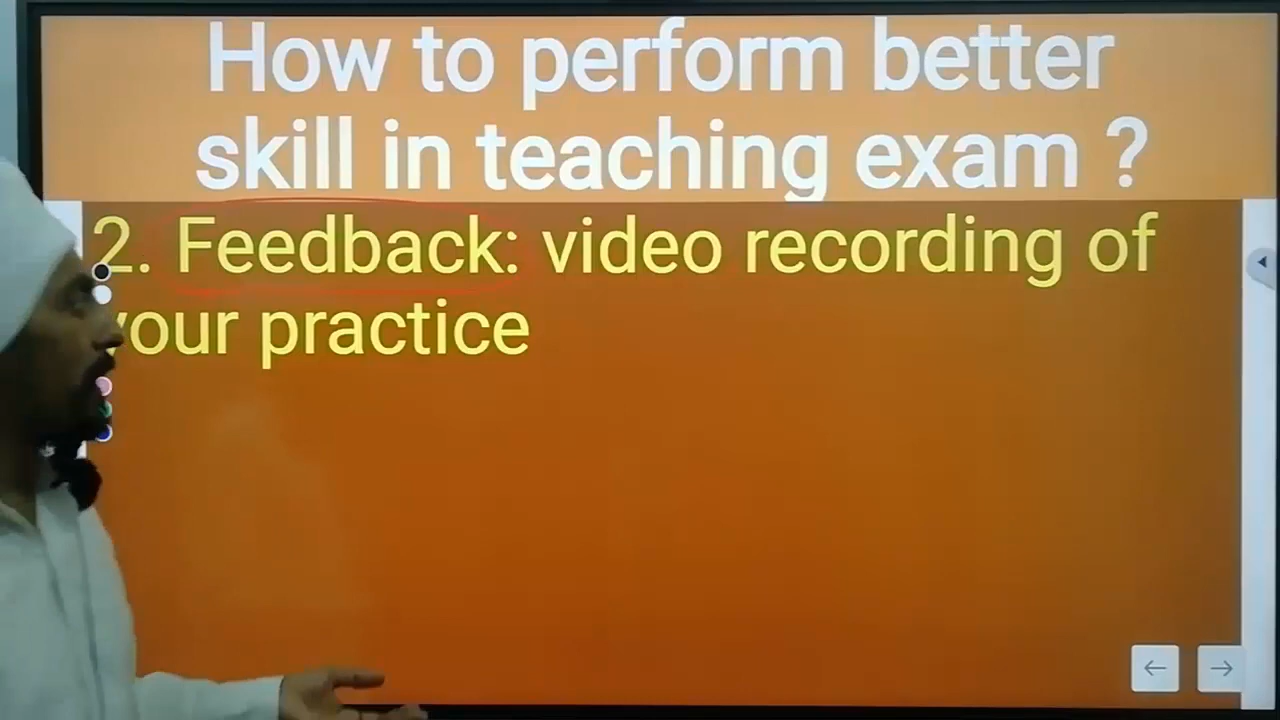 How to perform better
skill in teaching exam ?
2. Feedback: video recording of
your practice